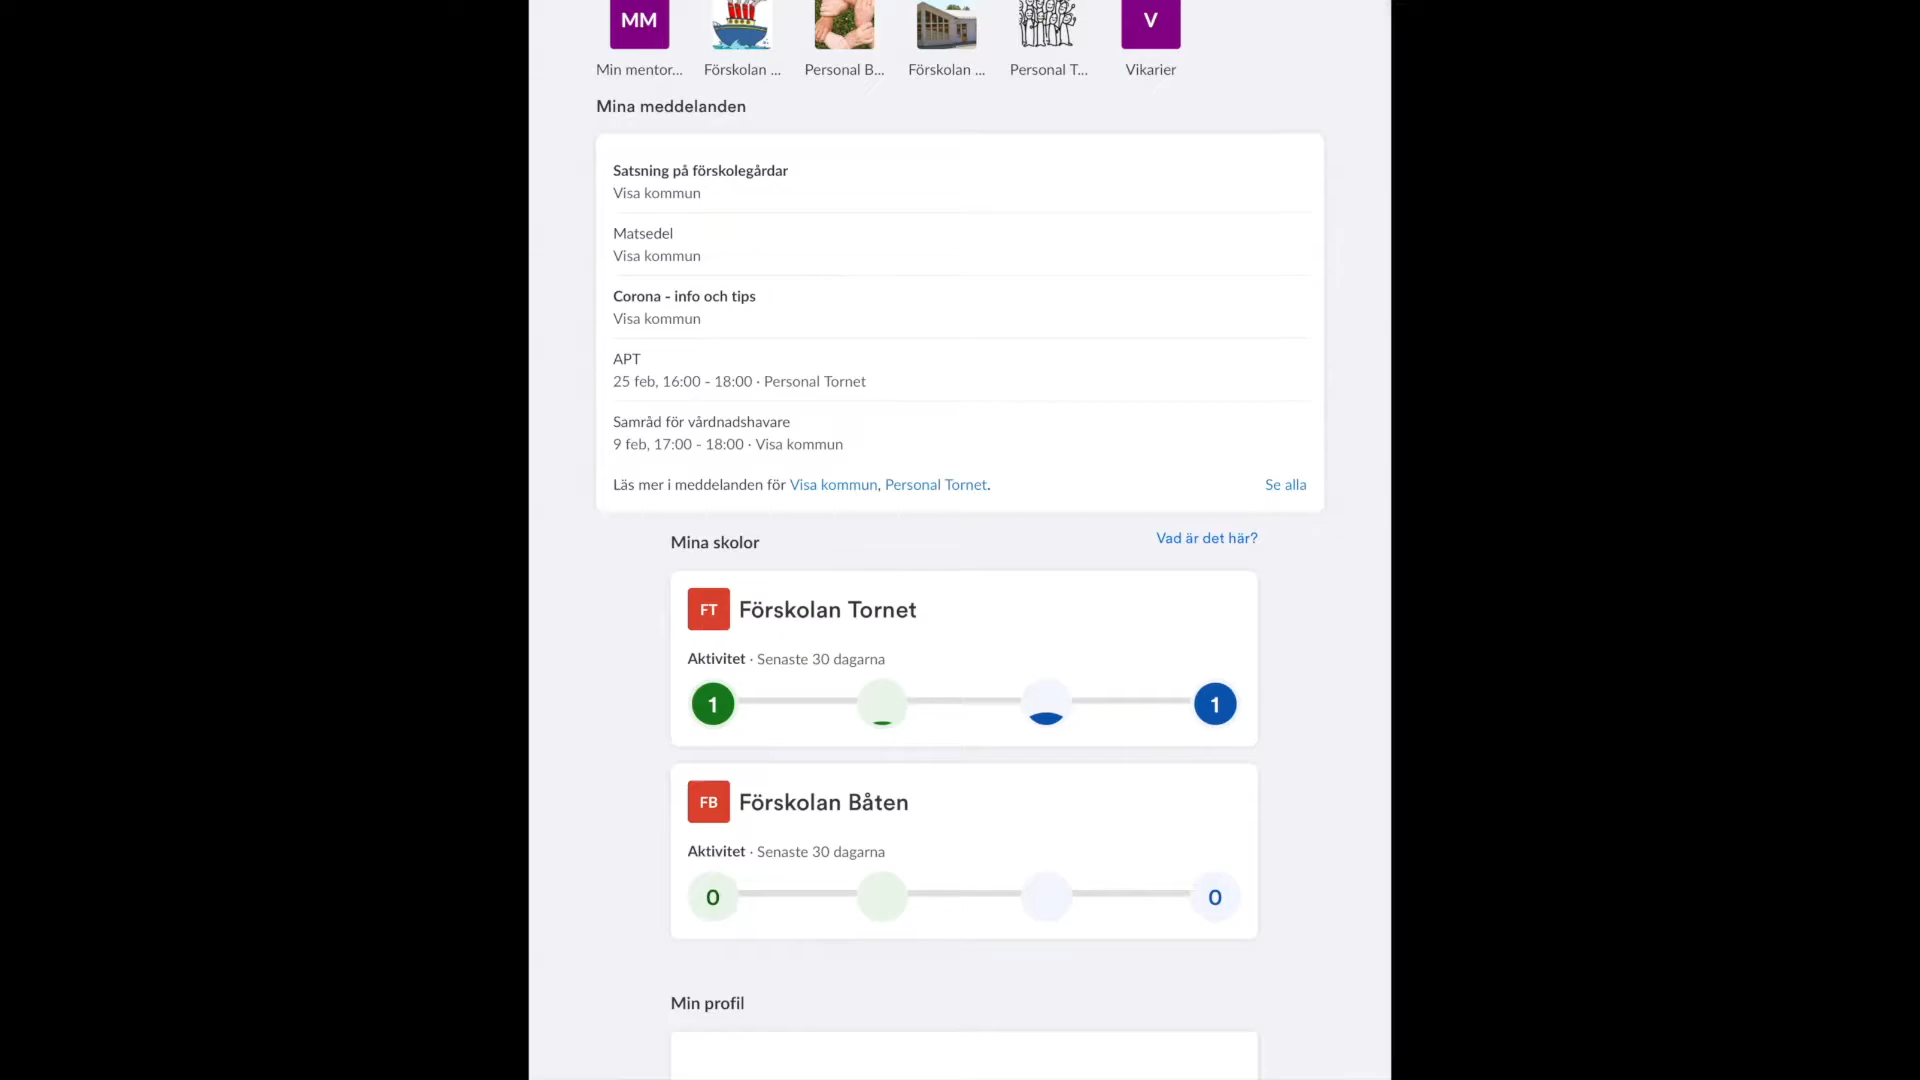 MM
V
Min mentor...
Förskolan ...
Personal B...
Förskolan ...
Personal T...
Vikarier
Mina meddelanden
Satsning på förskolegårdar
Visa kommun
Matsedel
Visa kommun
Corona - info och tips
Visa kommun
APT
25 feb, 16:00 - 18:00 · Personal Tornet
Samråd för vårdnadshavare
9 feb, 17:00 - 18:00 · Visa kommun
Läs mer i meddelanden för Visa kommun, Personal Tornet.
Se alla
Mina skolor
Vad är det här?
FT
Förskolan Tornet
Aktivitet · Senaste 30 dagarna
1
1
FB
Förskolan Båten
Aktivitet · Senaste 30 dagarna
0
0
Min profil